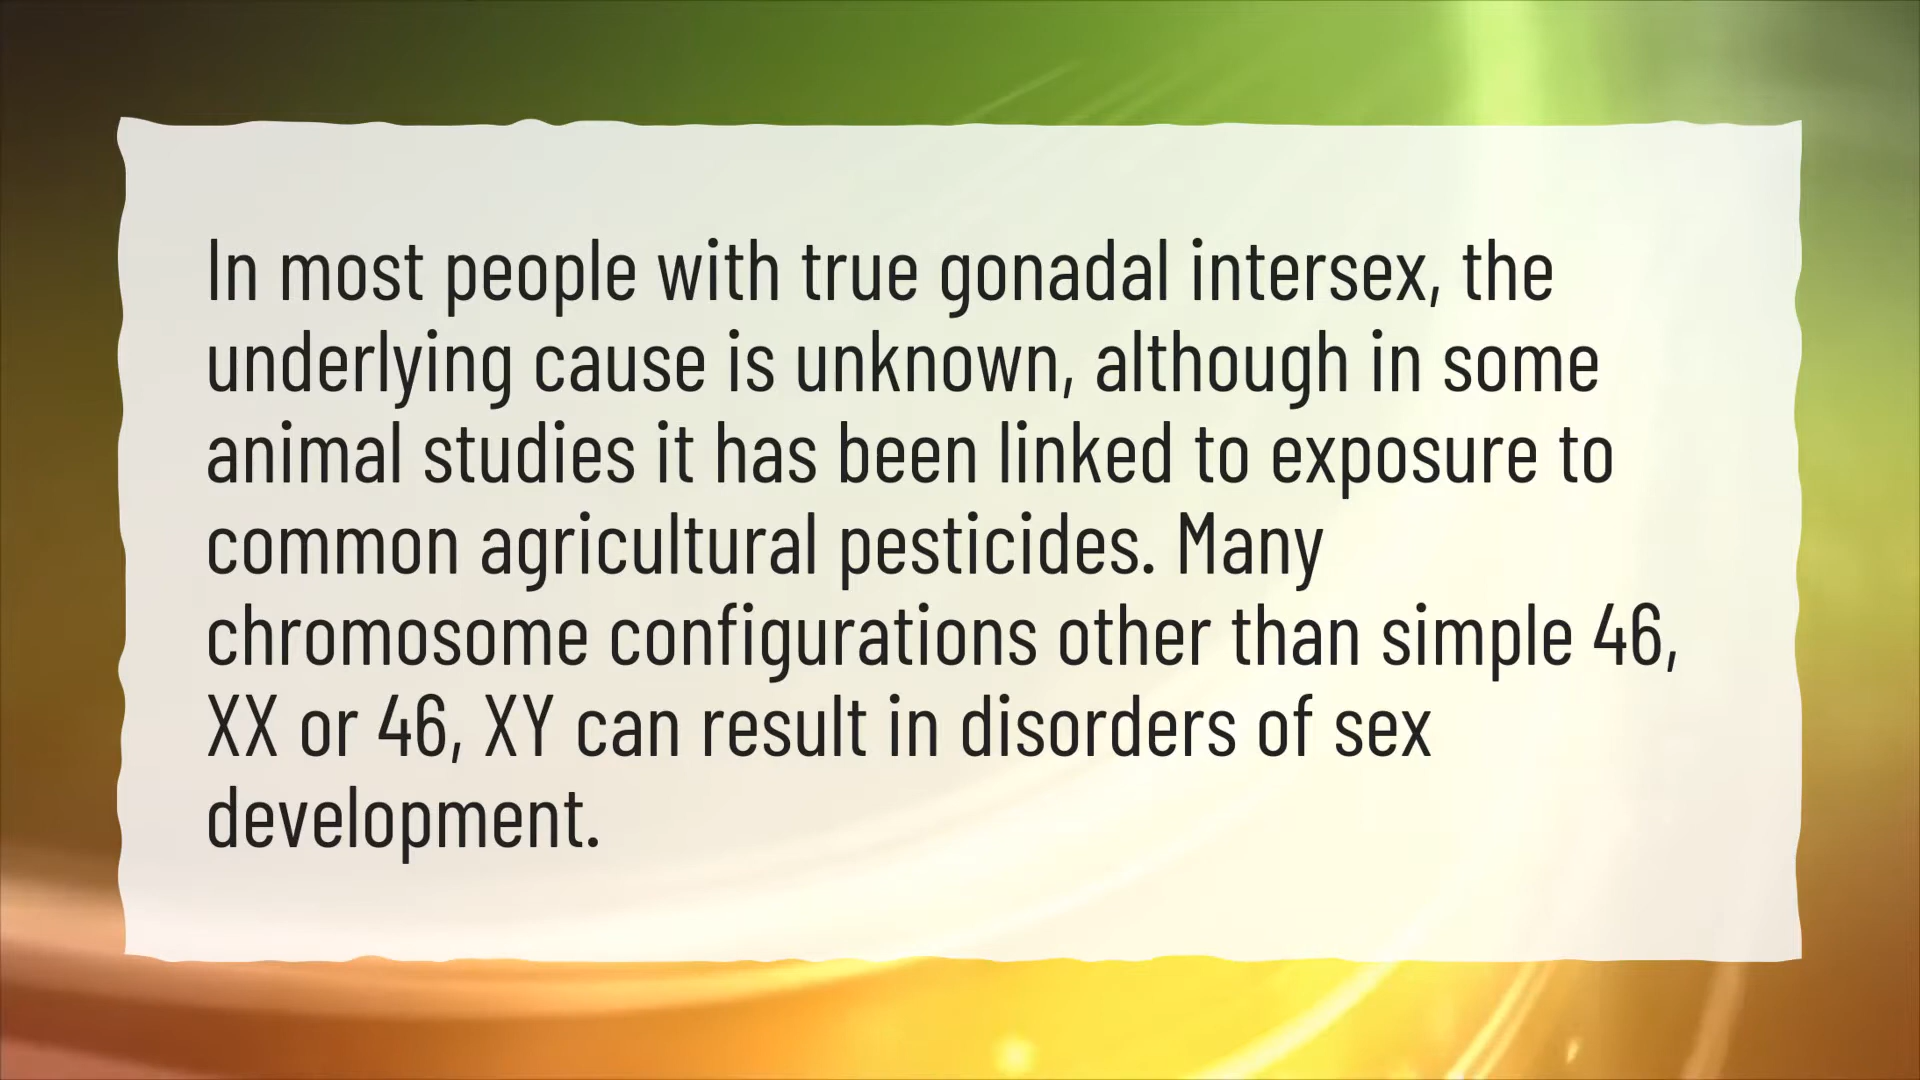 In most people with true gonadal intersex, the
underlying cause is unknown, although in some
animal studies it has been linked to exposure to
common agricultural pesticides. Many
chromosome configurations other than simple 46,
XX or 46, XY can result in disorders of sex
development.